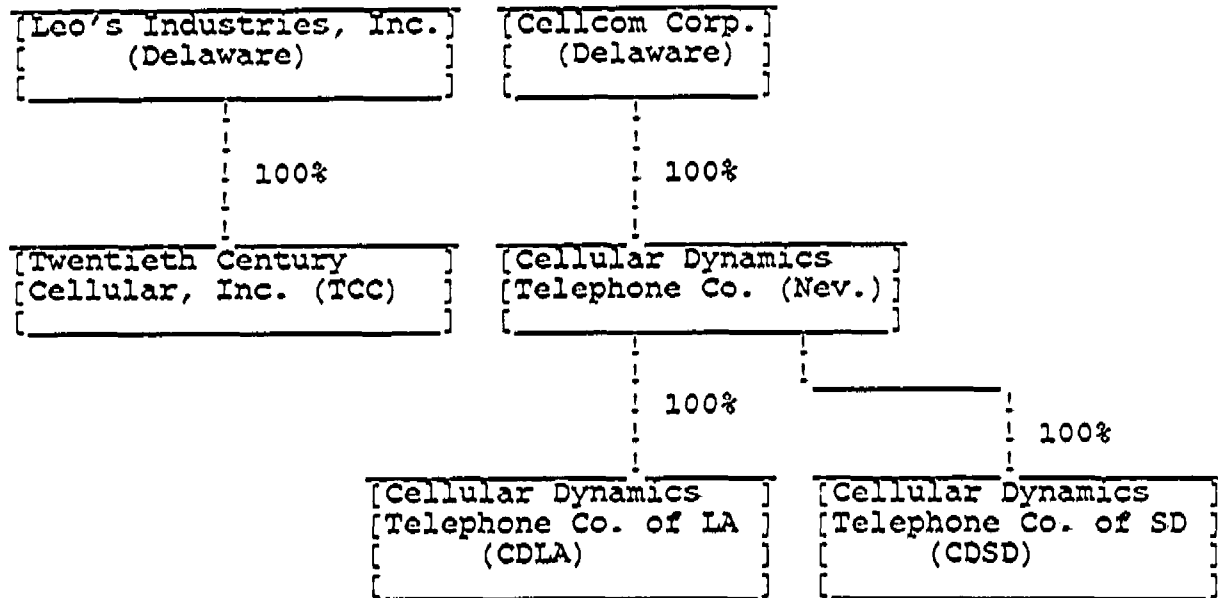 Leo's Industries, Inc.
(Delaware)
Cellcom Corp.
(Delaware)
100%
100%
Twentieth Century
Cellular, Inc. (TCC)
Cellular Dynamics
Telephone Co. (Nev.)
100%
100%
Cellular Dynamics
Telephone Co. of LA
(CDLA)
Cellular Dynamics
Telephone Co. of SD
(CDSD)